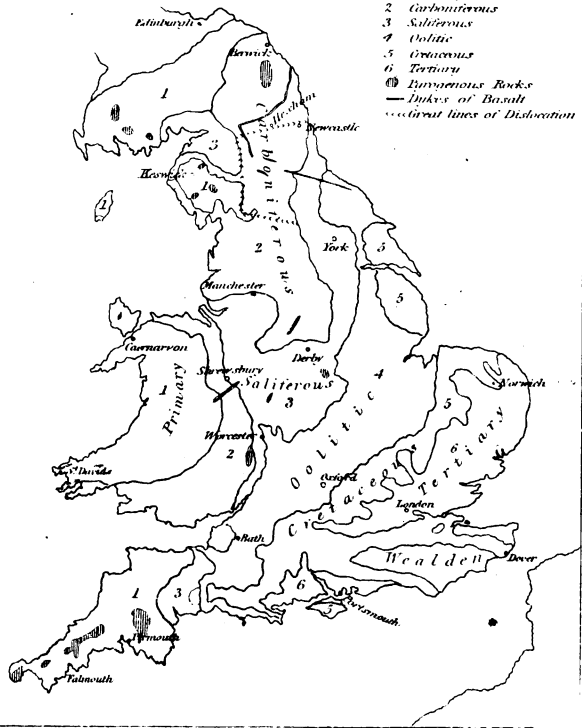 2 Carboniferous
3 Saliferous
4 Oolitic
5 Cretaceous
6 Tertiary
Pyrogenous Rocks
Dykes of Basalt
Great lines of Dislocation
Edinburgh
Berwick
1
Hexham
Newcastle
3
Carboniferous
Keswick
1
1
2
York
5
5
Manchester
Caernarvon
Derby
4
Shrewsbury
Saliferous
3
1
Primary
Norwich
5
Worcester
2
Oolitic
6
Tertiary
St Davids
Oxford
Cretaceous
London
Bath
Wealden
Dover
6
1
3
Portsmouth
5
Plymouth
Falmouth